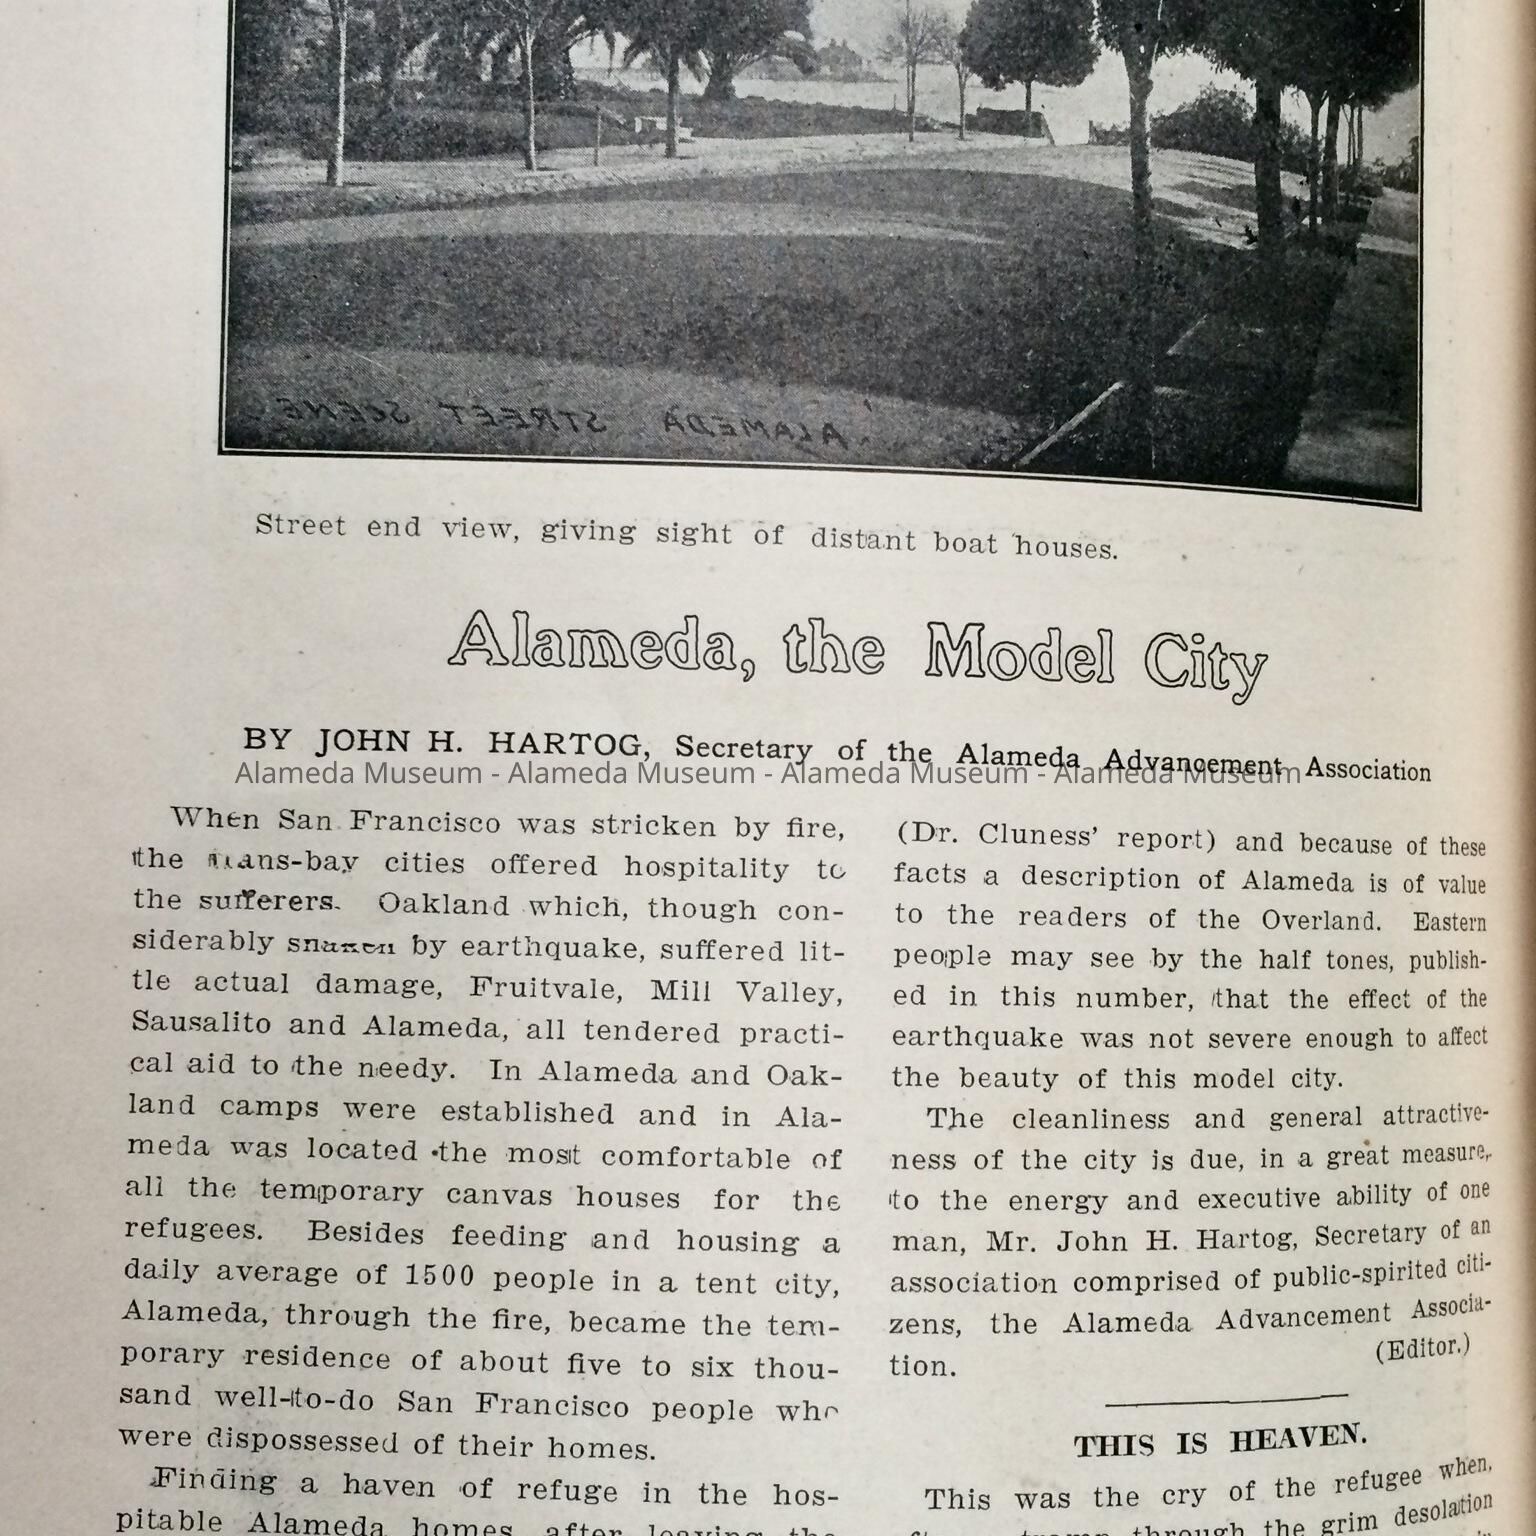 ALAMEDA STREET SCENE
Street end view, giving sight of distant boat houses.
Alameda, the Model City
BY JOHN H. HARTOG, Secretary of the Alameda Advancement Association
Alameda Museum - Alameda Museum - Alameda Museum - Alameda Museum
When San Francisco was stricken by fire,
the trans-bay cities offered hospitality to
the sufferers. Oakland which, though con-
siderably shaken by earthquake, suffered lit-
tle actual damage, Fruitvale, Mill Valley,
Sausalito and Alameda, all tendered practi-
cal aid to the needy. In Alameda and Oak-
land camps were established and in Ala-
meda was located the most comfortable of
all the temporary canvas houses for the
refugees. Besides feeding and housing a
daily average of 1500 people in a tent city,
Alameda, through the fire, became the tem-
porary residence of about five to six thou-
sand well-to-do San Francisco people who
were dispossessed of their homes.
Finding a haven of refuge in the hos-
pitable Alameda homes, after leaving the
(Dr. Cluness' report) and because of these
facts a description of Alameda is of value
to the readers of the Overland. Eastern
people may see by the half tones, publish-
ed in this number, that the effect of the
earthquake was not severe enough to affect
the beauty of this model city.
The cleanliness and general attractive-
ness of the city is due, in a great measure,
to the energy and executive ability of one
man, Mr. John H. Hartog, Secretary of an
association comprised of public-spirited citi-
zens, the Alameda Advancement Associa-
tion.
(Editor.)
THIS IS HEAVEN.
This was the cry of the refugee when,
through the grim desolation